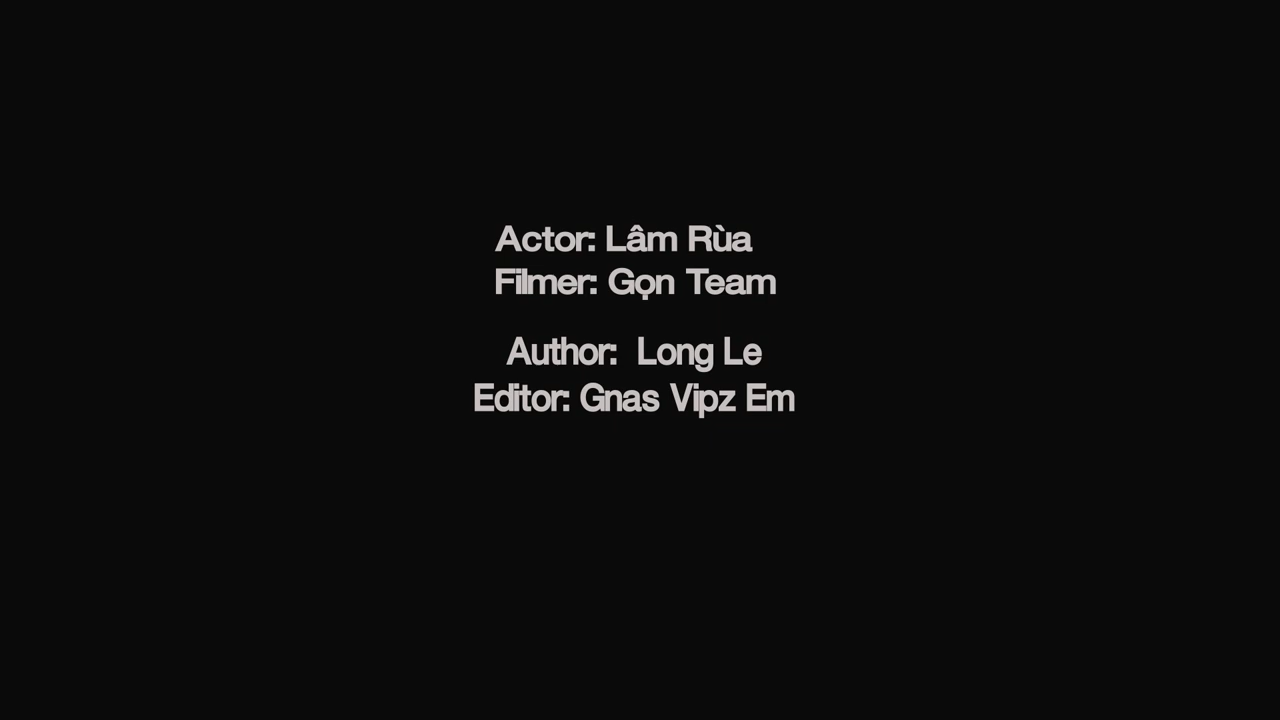 Actor: Lâm Rùa
Filmer: Gọn Team
Author: Long Le
Editor: Gnas Vipz Em